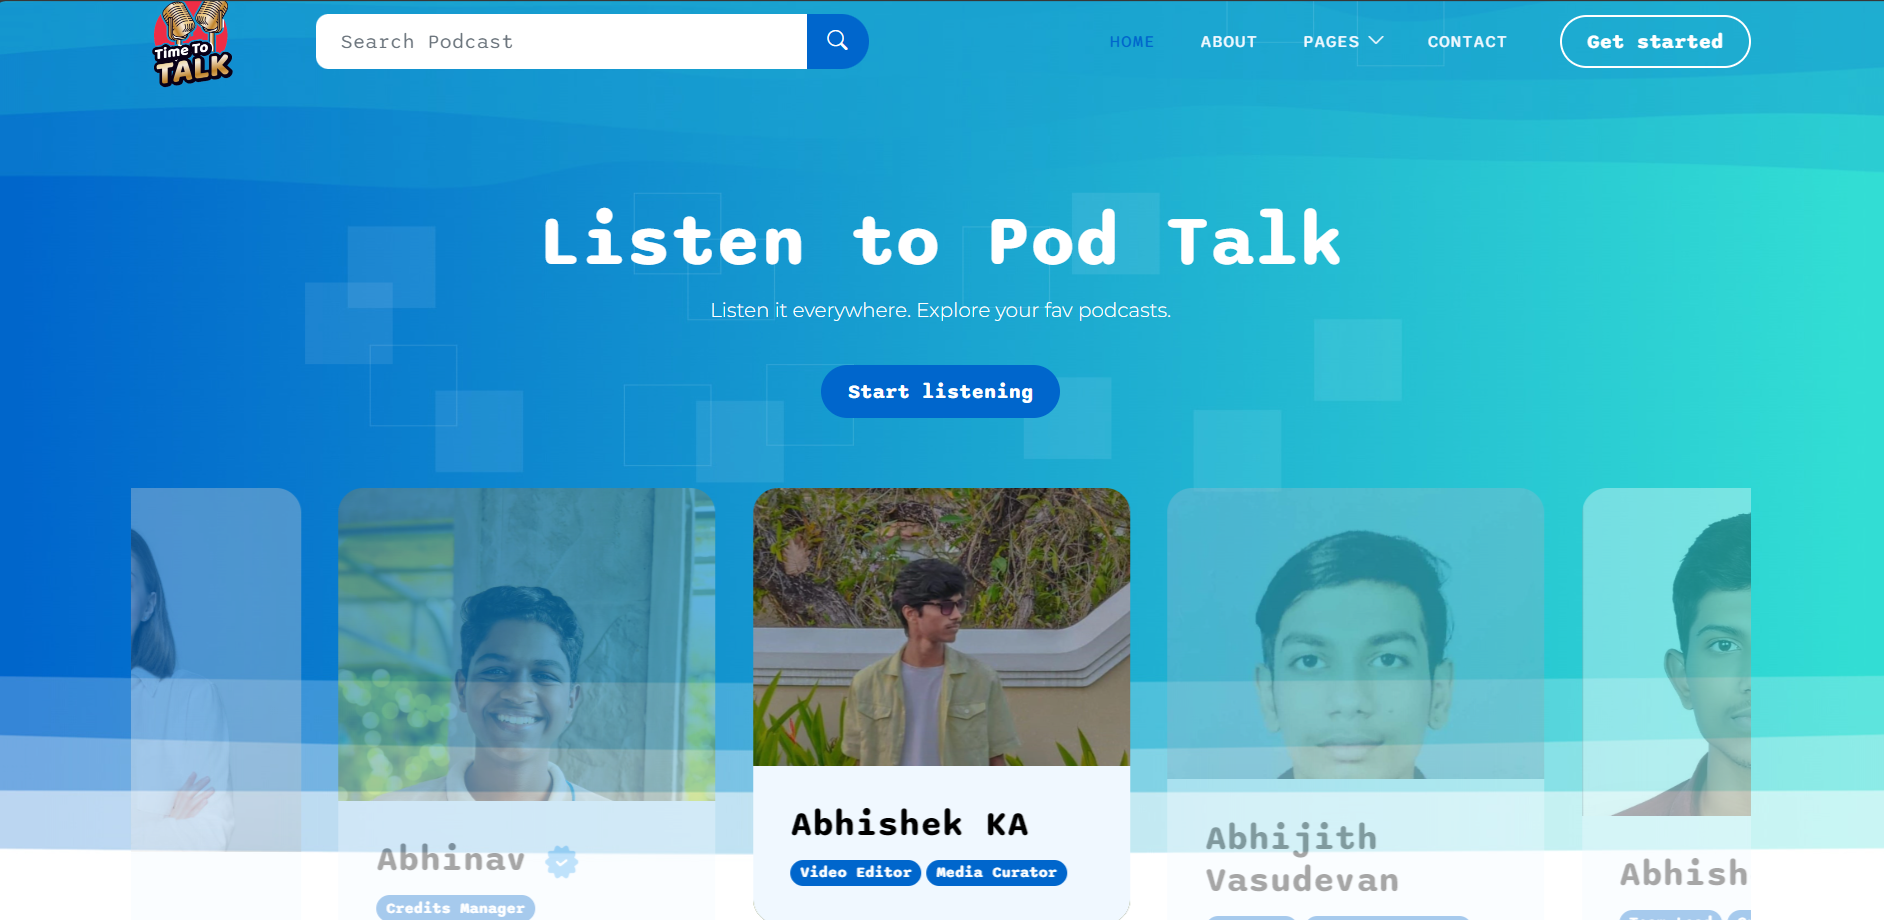 Time To
TALK
Search Podcast
HOME
ABOUT
PAGES
CONTACT
Get started
Listen to Pod Talk
Listen it everywhere. Explore your fav podcasts.
Start listening
Abhinav
Credits Manager
Abhishek KA
Video Editor
Media Curator
Abhijith
Vasudevan
Abhish